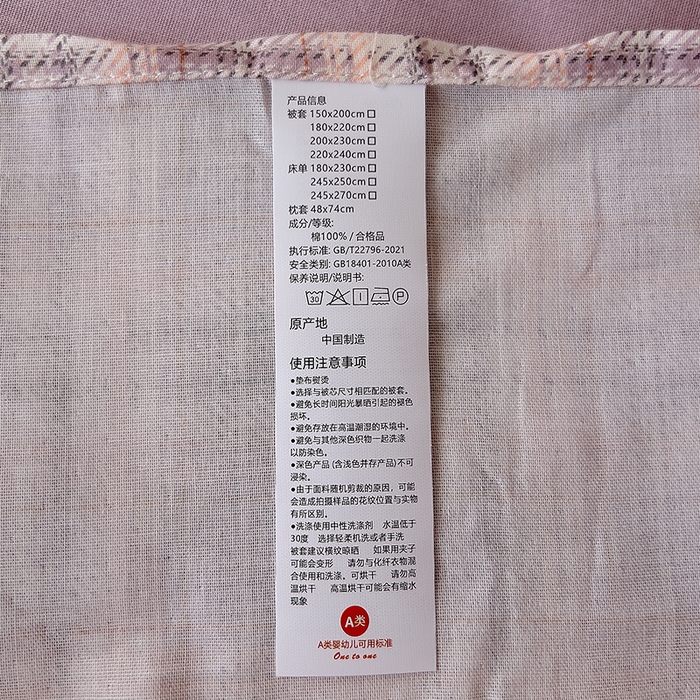 产品信息
被套 150x200cm□
180x220cm□
200x230cm□
220x240cm□
床单 180x230cm□
245x250cm□
245x270cm□
枕套 48x74cm
成分/等级:
棉100% / 合格品
执行标准: GB/T22796-2021
安全类别: GB18401-2010A类
保养说明/说明书:
30 P
原产地
中国制造
使用注意事项
●垫布熨烫
●选择与被芯尺寸相匹配的被套。
●避免长时间阳光暴晒引起的褪色
损坏。
●避免存放在高温潮湿的环境中。
●避免与其他深色织物一起洗涤
以防染色。
●深色产品 (含浅色并存产品) 不可
浸染。
●由于面料随机剪裁的原因，可能
会造成拍摄样品的花纹位置与实物
有所区别。
●洗涤使用中性洗涤剂 水温低于
30度 选择轻柔机洗或者手洗
被套建议横纹晾晒 如果用夹子
可能会变形 请勿与化纤衣物混
合使用和洗涤。可烘干 请勿高
温烘干 高温烘干可能会有缩水
现象
A类
A类婴幼儿可用标准
One to one